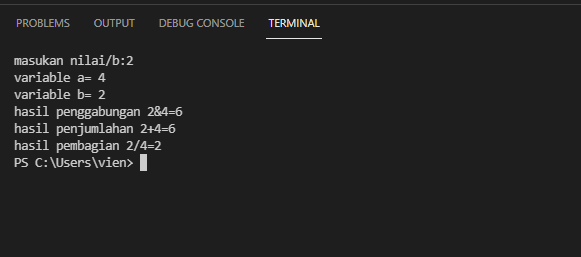 PROBLEMS OUTPUT DEBUG CONSOLE TERMINAL
masukan nilai/b:2
variable a= 4
variable b= 2
hasil penggabungan 2&4=6
hasil penjumlahan 2+4=6
hasil pembagian 2/4=2
PS C:\Users\vien>